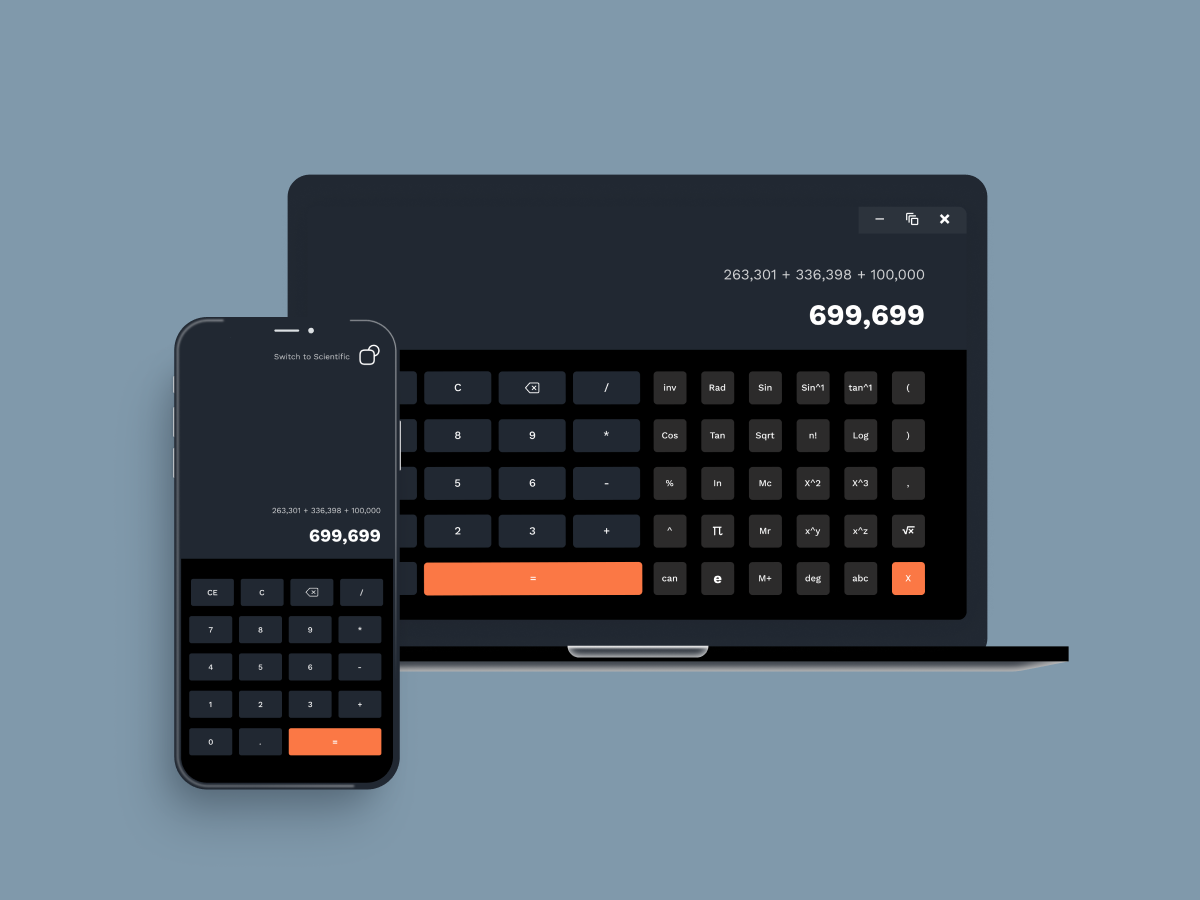 263,301 + 336,398 + 100,000
699,699
C / inv Rad Sin Sin^1 tan^1 (
8 9 * Cos Tan Sqrt n! Log )
5 6 - % In Mc X^2 X^3 ,
2 3 + ^ π Mr x^y x^z √x
= can e M+ deg abc X
Switch to Scientific
263,301 + 336,398 + 100,000
699,699
CE C /
7 8 9 *
4 5 6 -
1 2 3 +
0 . =